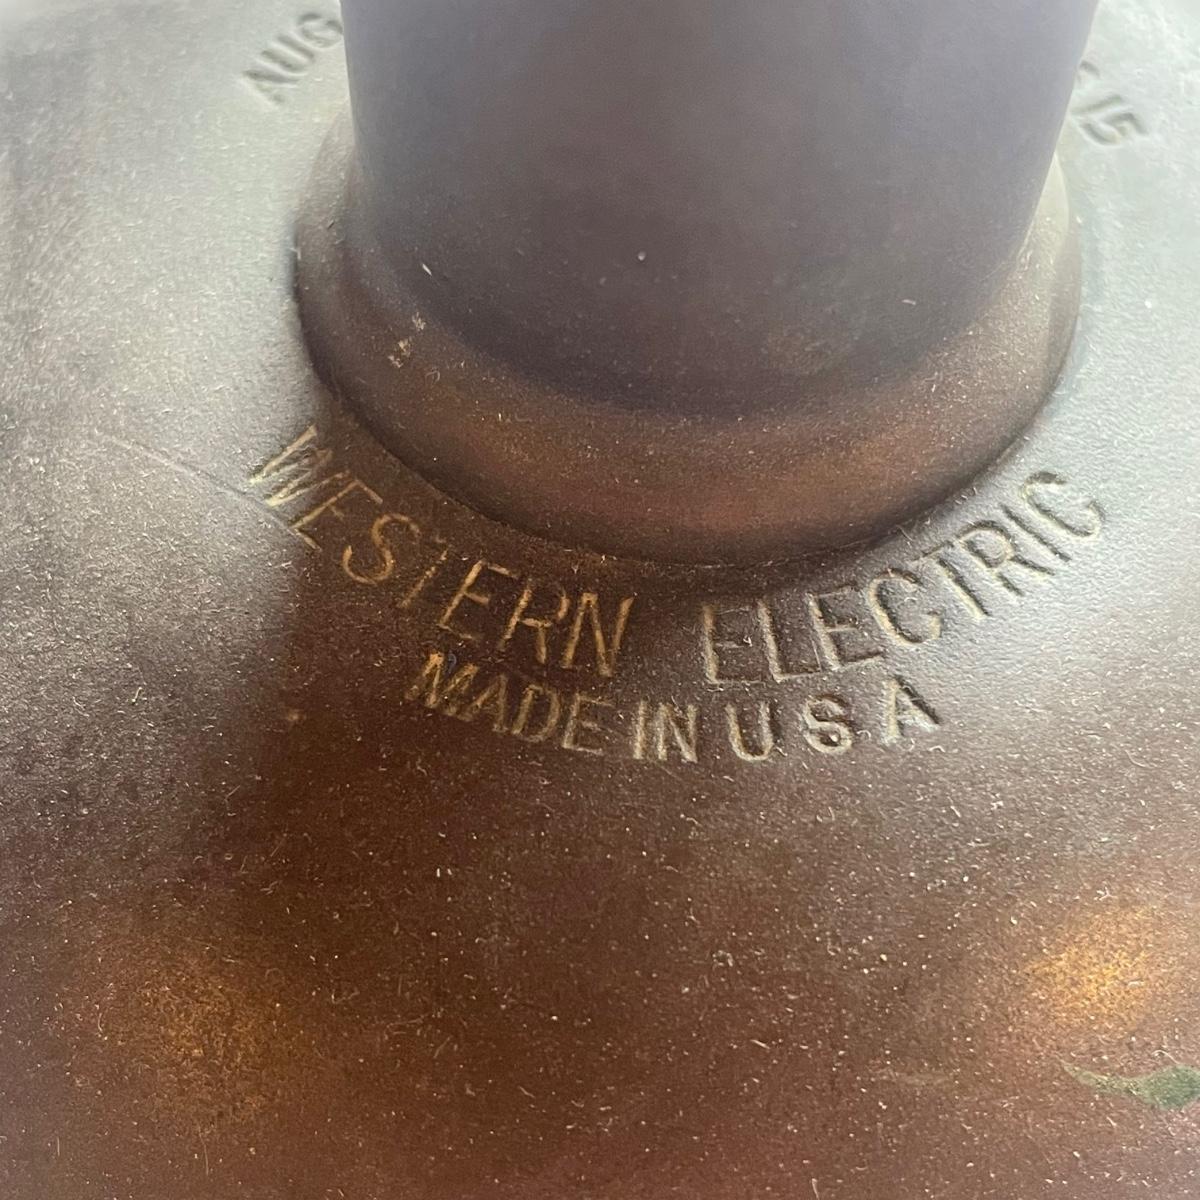 AUG
15
WESTERN ELECTRIC
MADE IN U S A